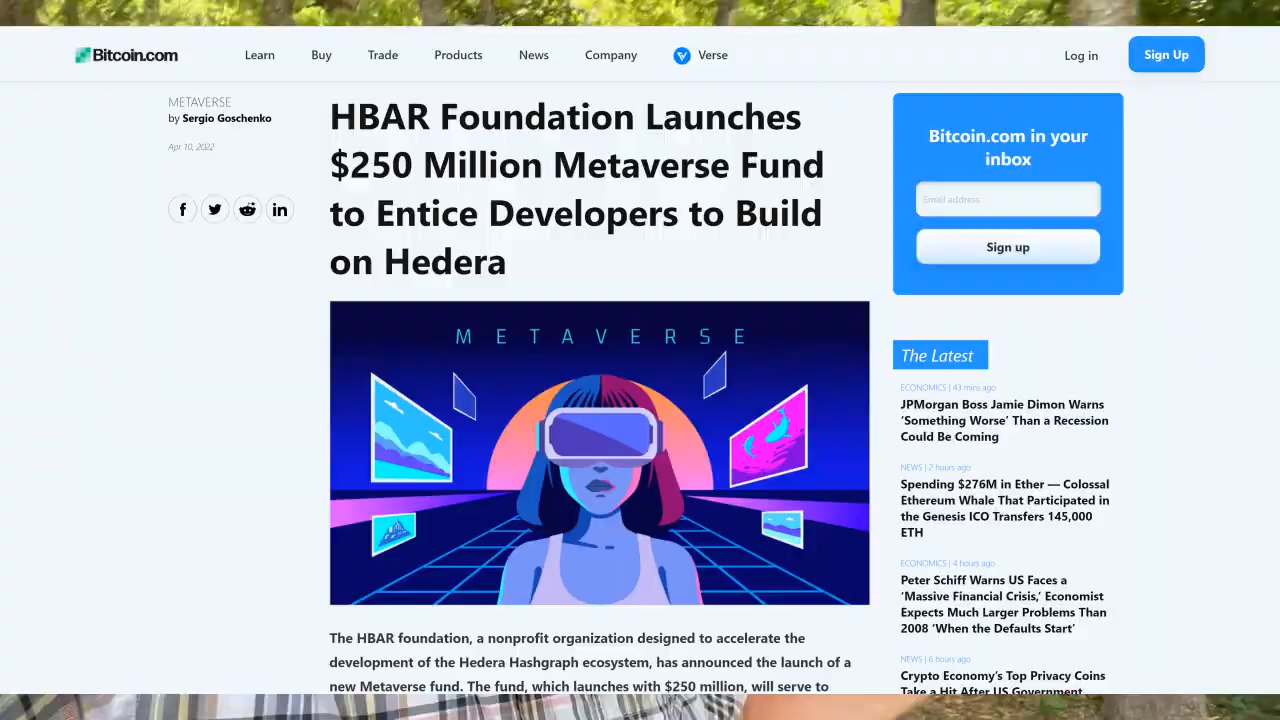 Bitcoin.com
Learn
Buy
Trade
Products
News
Company
Verse
Log in
Sign Up
METAVERSE
by Sergio Goschenko
Apr 10, 2022
HBAR Foundation Launches
$250 Million Metaverse Fund
to Entice Developers to Build
on Hedera
METAVERSE
The HBAR foundation, a nonprofit organization designed to accelerate the
development of the Hedera Hashgraph ecosystem, has announced the launch of a
new Metaverse fund. The fund, which launches with $250 million, will serve to
Bitcoin.com in your
inbox
Email address
Sign up
The Latest
ECONOMICS | 43 mins ago
JPMorgan Boss Jamie Dimon Warns
‘Something Worse’ Than a Recession
Could Be Coming
NEWS | 2 hours ago
Spending $276M in Ether — Colossal
Ethereum Whale That Participated in
the Genesis ICO Transfers 145,000
ETH
ECONOMICS | 4 hours ago
Peter Schiff Warns US Faces a
‘Massive Financial Crisis,’ Economist
Expects Much Larger Problems Than
2008 ‘When the Defaults Start’
NEWS | 6 hours ago
Crypto Economy’s Top Privacy Coins
Take a Hit After US Government